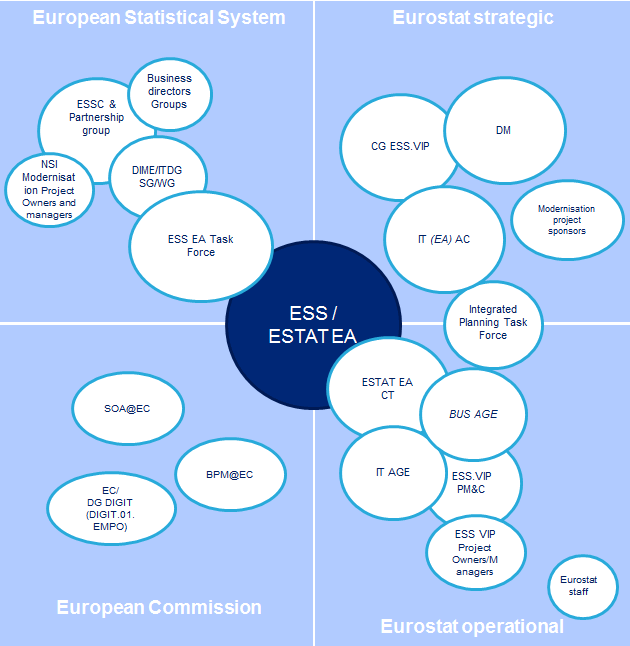 European Statistical System
Eurostat strategic
Business
directors
Groups
ESSC &
Partnership
group
NSI
Modernisat
ion Project
Owners and
managers
DIME/ITDG
SG/WG
ESS EA Task
Force
CG ESS.VIP
DM
IT (EA) AC
Modernisation
project
sponsors
Integrated
Planning Task
Force
ESS /
ESTAT EA
ESTAT EA
CT
BUS AGE
IT AGE
ESS.VIP
PM&C
ESS VIP
Project
Owners/M
anagers
Eurostat
staff
SOA@EC
BPM@EC
EC/
DG DIGIT
(DIGIT.01.
EMPO)
European Commission
Eurostat operational